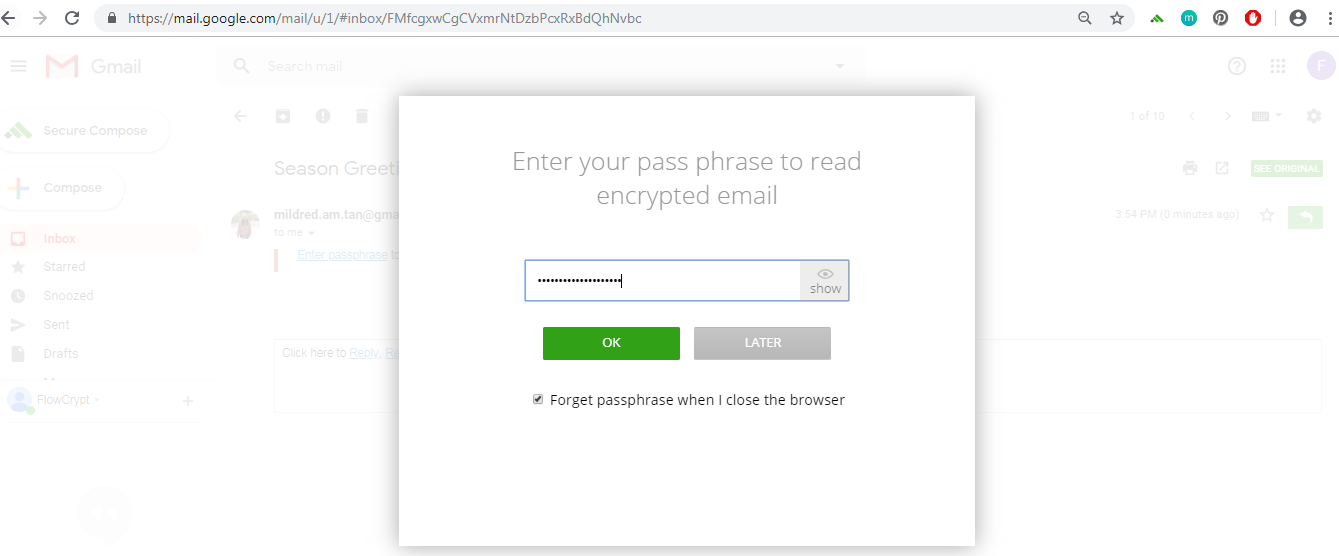 https://mail.google.com/mail/u/1/#inbox/FMfcgxwCgCVxmrNtDzbPcxRxBdQhNvbc
m
Gmail
Search mail
F
Secure Compose
1 of 10
Compose
Season Greeti
SEE ORIGINAL
mildred.am.tan@gma
3:54 PM (0 minutes ago)
to me
Enter passphrase to
Inbox
Starred
Snoozed
Sent
Drafts
Click here to Reply, Re
FlowCrypt
Enter your pass phrase to read
encrypted email
show
OK
LATER
Forget passphrase when I close the browser